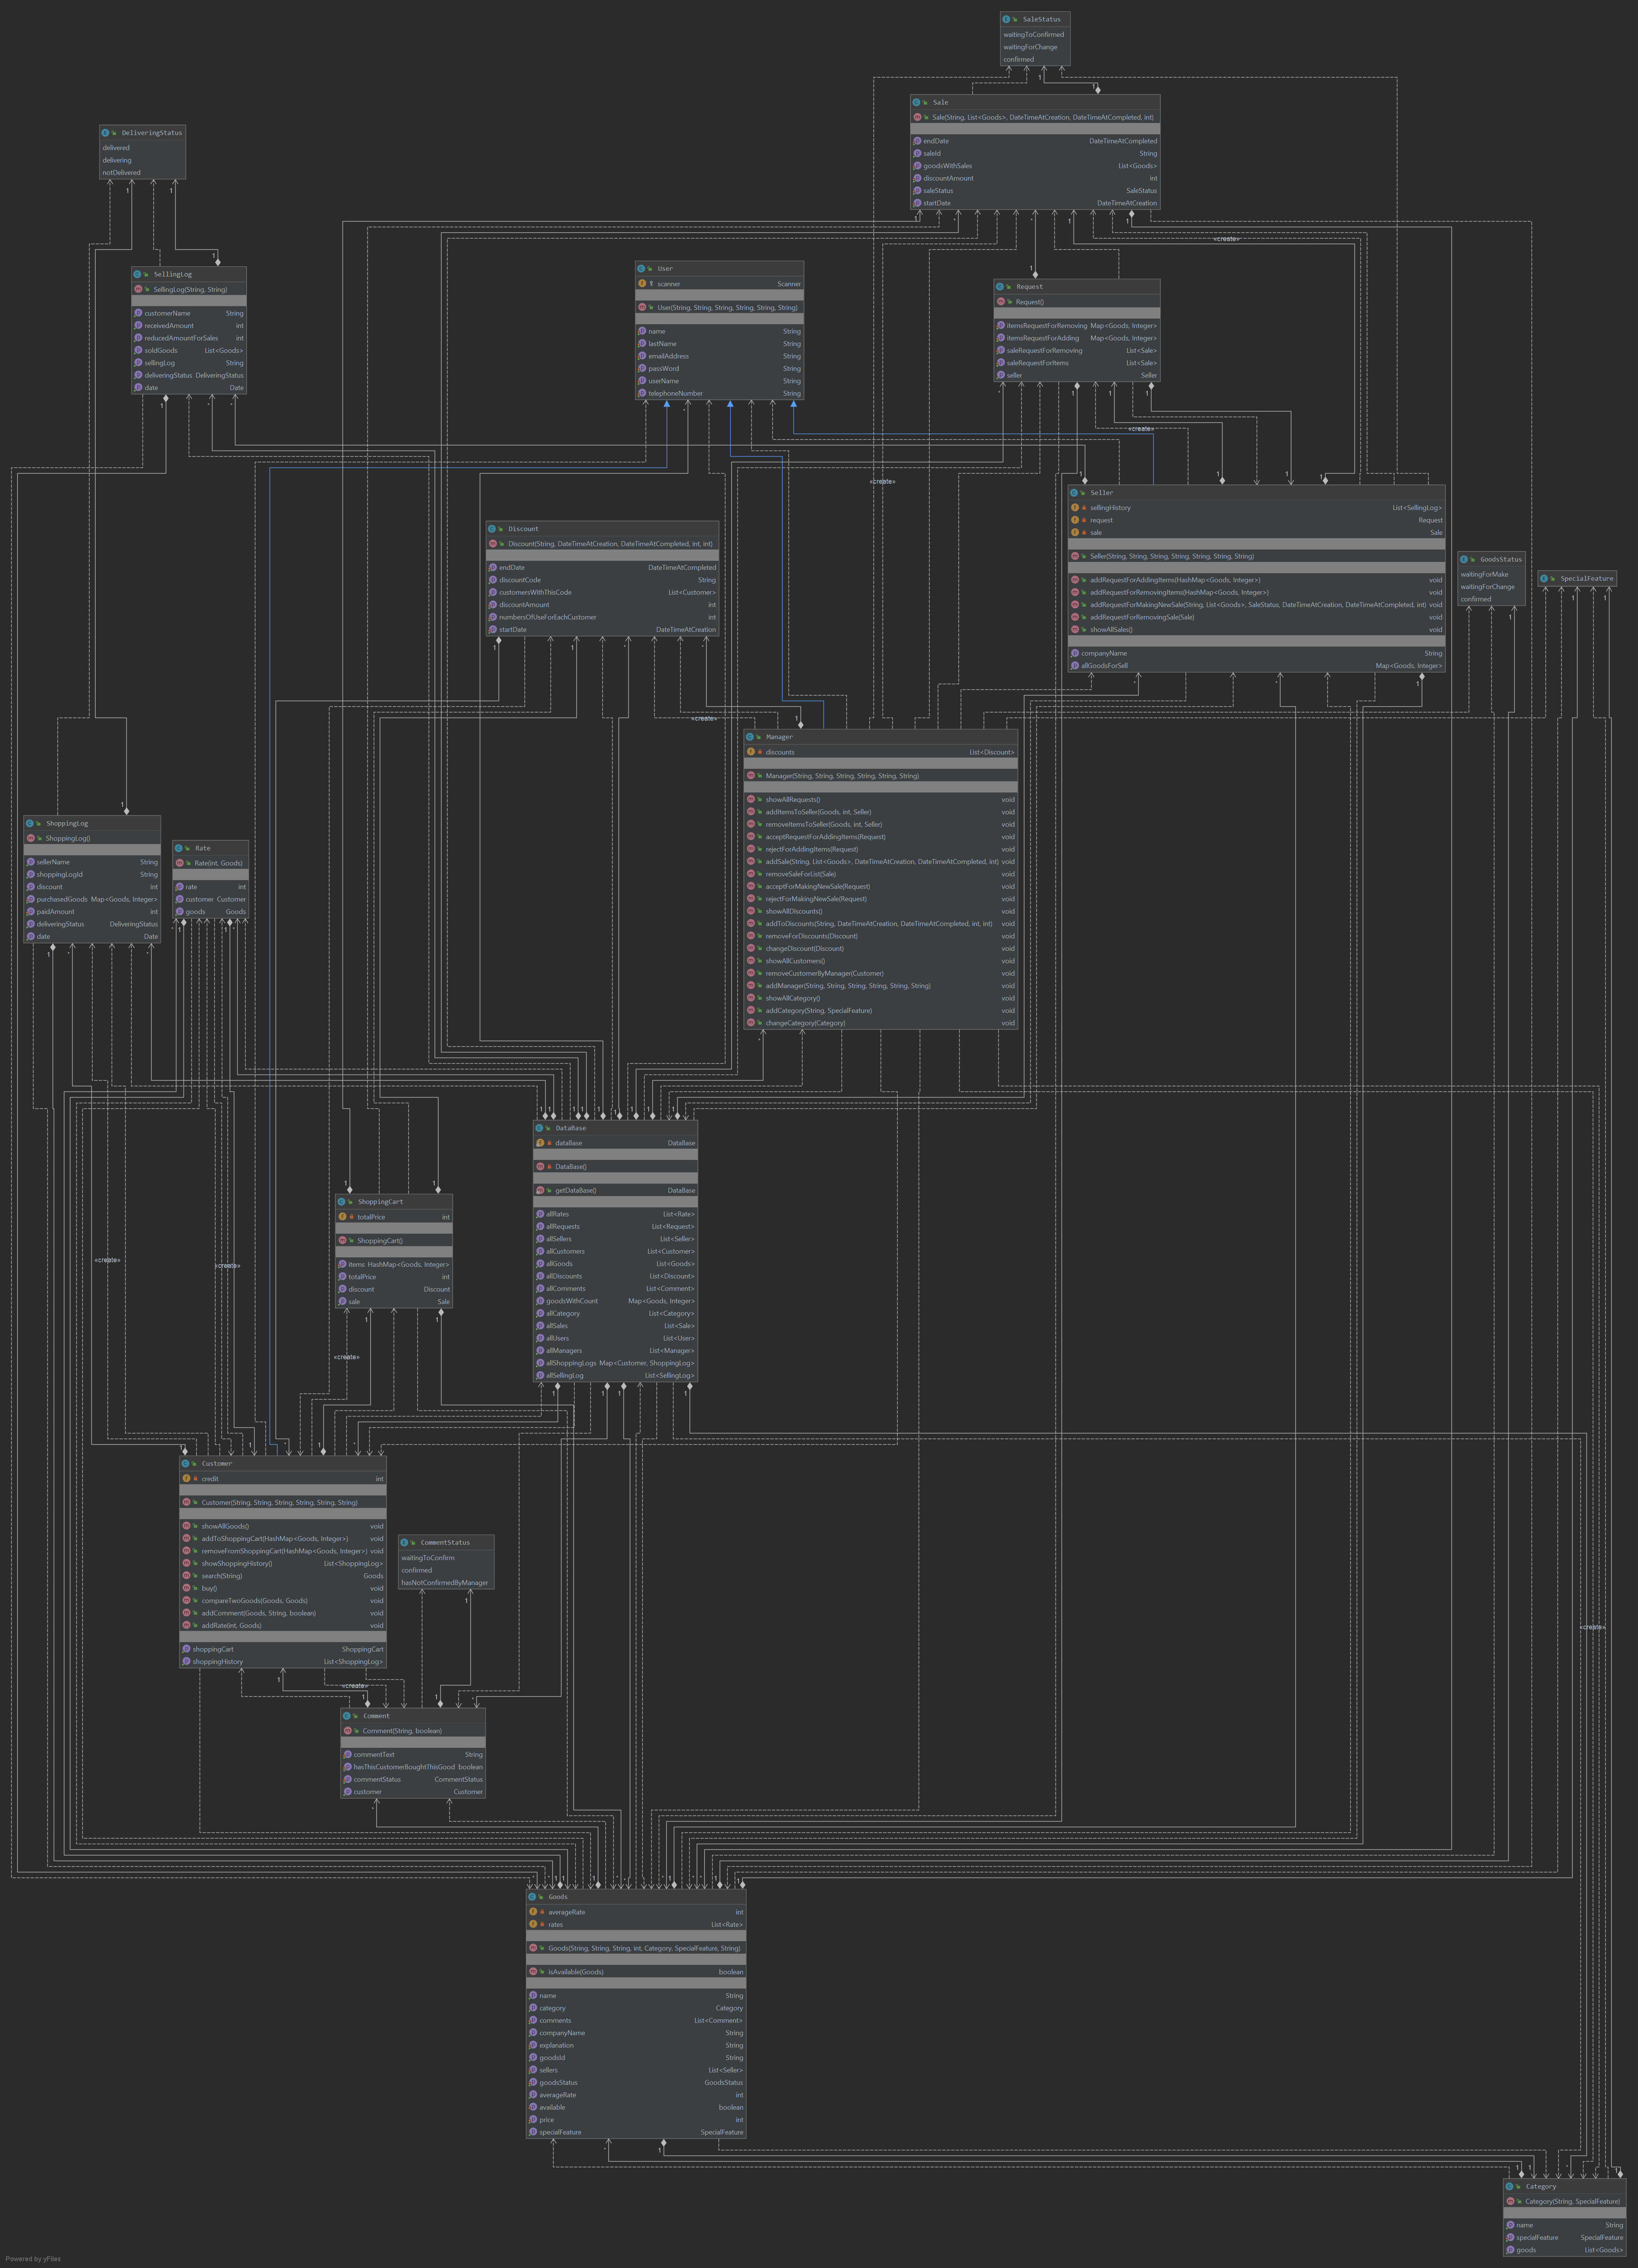 SaleStatus
waitingToConfirmed
waitingForChange
confirmed
Sale
Sale(String, List<Goods>, DateTimeAtCreation, DateTimeAtCompleted, int)
endDate DateTimeAtCompleted
saleId String
goodsWithSales List<Goods>
discountAmount int
saleStatus SaleStatus
startDate DateTimeAtCreation
DeliveringStatus
delivered
delivering
notDelivered
«create»
SellingLog
SellingLog(String, String)
customerName String
receivedAmount int
reducedAmountForSales int
soldGoods List<Goods>
sellingLog String
deliveringStatus DeliveringStatus
date Date
User
scanner Scanner
User(String, String, String, String, String, String)
name String
lastName String
emailAddress String
passWord String
userName String
telephoneNumber String
Request
Request()
itemsRequestForRemoving Map<Goods, Integer>
itemsRequestForAdding Map<Goods, Integer>
saleRequestForRemoving List<Sale>
saleRequestForItems List<Sale>
seller Seller
«create»
«create»
Seller
sellingHistory List<SellingLog>
request Request
sale Sale
Seller(String, String, String, String, String, String, String)
addRequestForAddingItems(HashMap<Goods, Integer>) void
addRequestForRemovingItems(HashMap<Goods, Integer>) void
addRequestForMakingNewSale(String, List<Goods>, SaleStatus, DateTimeAtCreation, DateTimeAtCompleted, int) void
addRequestForRemovingSale(Sale) void
showAllSales() void
companyName String
allGoodsForSell Map<Goods, Integer>
Discount
Discount(String, DateTimeAtCreation, DateTimeAtCompleted, int, int)
endDate DateTimeAtCompleted
discountCode String
customersWithThisCode List<Customer>
discountAmount int
numbersOfUseForEachCustomer int
startDate DateTimeAtCreation
GoodsStatus
waitingForMake
waitingForChange
confirmed
SpecialFeature
«create»
Manager
discounts List<Discount>
Manager(String, String, String, String, String, String)
showAllRequests() void
addItemsToSeller(Goods, int, Seller) void
removeItemsToSeller(Goods, int, Seller) void
acceptRequestForAddingItems(Request) void
rejectForAddingItems(Request) void
addSale(String, List<Goods>, DateTimeAtCreation, DateTimeAtCompleted, int) void
removeSaleForList(Sale) void
acceptForMakingNewSale(Request) void
rejectForMakingNewSale(Request) void
showAllDiscounts() void
addToDiscounts(String, DateTimeAtCreation, DateTimeAtCompleted, int, int) void
removeForDiscounts(Discount) void
changeDiscount(Discount) void
showAllCustomers() void
removeCustomerByManager(Customer) void
addManager(String, String, String, String, String, String) void
showAllCategory() void
addCategory(String, SpecialFeature) void
changeCategory(Category) void
ShoppingLog
ShoppingLog()
sellerName String
shoppingLogId String
discount int
purchasedGoods Map<Goods, Integer>
paidAmount int
deliveringStatus DeliveringStatus
date Date
Rate
Rate(int, Goods)
rate int
customer Customer
goods Goods
DataBase
dataBase DataBase
DataBase()
getDataBase() DataBase
allRates List<Rate>
allRequests List<Request>
allSellers List<Seller>
allCustomers List<Customer>
allGoods List<Goods>
allDiscounts List<Discount>
allComments List<Comment>
goodsWithCount Map<Goods, Integer>
allCategory List<Category>
allSales List<Sale>
allUsers List<User>
allManagers List<Manager>
allShoppingLogs Map<Customer, ShoppingLog>
allSellingLog List<SellingLog>
ShoppingCart
totalPrice int
ShoppingCart()
items HashMap<Goods, Integer>
totalPrice int
discount Discount
sale Sale
«create»
«create»
«create»
Customer
credit int
Customer(String, String, String, String, String, String)
showAllGoods() void
addToShoppingCart(HashMap<Goods, Integer>) void
removeFromShoppingCart(HashMap<Goods, Integer>) void
showShoppingHistory() List<ShoppingLog>
search(String) Goods
buy() void
compareTwoGoods(Goods, Goods) void
addComment(Goods, String, boolean) void
addRate(int, Goods) void
shoppingCart ShoppingCart
shoppingHistory List<ShoppingLog>
CommentStatus
waitingToConfirm
confirmed
hasNotConfirmedByManager
«create»
«create»
Comment
Comment(String, boolean)
commentText String
hasThisCustomerBoughtThisGood boolean
commentStatus CommentStatus
customer Customer
Goods
averageRate int
rates List<Rate>
Goods(String, String, String, int, Category, SpecialFeature, String)
isAvailable(Goods) boolean
name String
category Category
comments List<Comment>
companyName String
explanation String
goodsId String
sellers List<Seller>
goodsStatus GoodsStatus
averageRate int
available boolean
price int
specialFeature SpecialFeature
Category
Category(String, SpecialFeature)
name String
specialFeature SpecialFeature
goods List<Goods>
Powered by yFiles